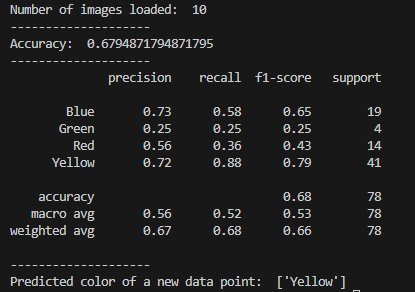 Number of images loaded:  10
--------------------
Accuracy:  0.6794871794871795
--------------------
              precision    recall  f1-score   support

        Blue       0.73      0.58      0.65        19
       Green       0.25      0.25      0.25         4
         Red       0.56      0.36      0.43        14
      Yellow       0.72      0.88      0.79        41

    accuracy                           0.68        78
   macro avg       0.56      0.52      0.53        78
weighted avg       0.67      0.68      0.66        78

--------------------
Predicted color of a new data point:  ['Yellow']